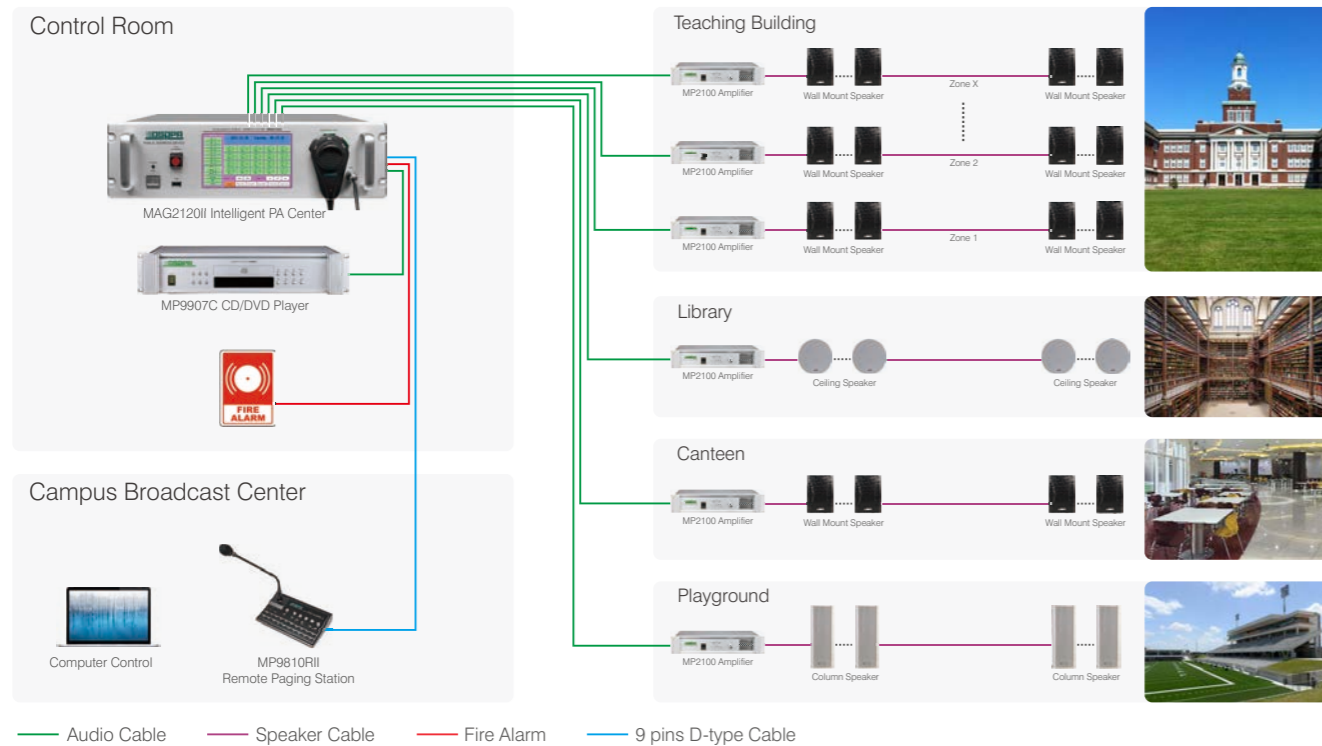 Control Room
DSPPA
MAG2120II Intelligent PA Center
MP9907C CD/DVD Player
FIRE
ALARM
Campus Broadcast Center
Computer Control
MP9810RII
Remote Paging Station
Teaching Building
MP2100 Amplifier
Wall Mount Speaker
Zone X
Wall Mount Speaker
MP2100 Amplifier
Wall Mount Speaker
Zone 2
Wall Mount Speaker
MP2100 Amplifier
Wall Mount Speaker
Zone 1
Wall Mount Speaker
Library
MP2100 Amplifier
Ceiling Speaker
Ceiling Speaker
Canteen
MP2100 Amplifier
Wall Mount Speaker
Wall Mount Speaker
Playground
MP2100 Amplifier
Column Speaker
Column Speaker
Audio Cable
Speaker Cable
Fire Alarm
9 pins D-type Cable